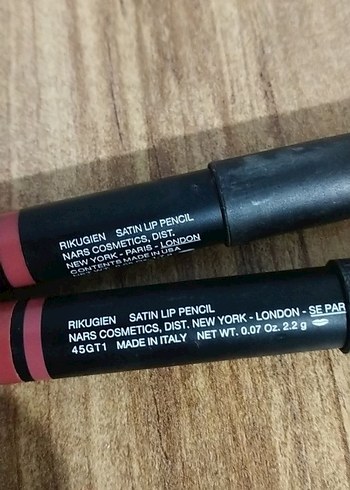 RIKUGIEN SATIN LIP PENCIL
NARS COSMETICS, DIST.
NEW YORK - PARIS - LONDON
CONTENTS MADE IN USA
RIKUGIEN SATIN LIP PENCIL
NARS COSMETICS, DIST. NEW YORK - LONDON - SE PAR
45GT1 MADE IN ITALY NET WT. 0.07 Oz. 2.2 g